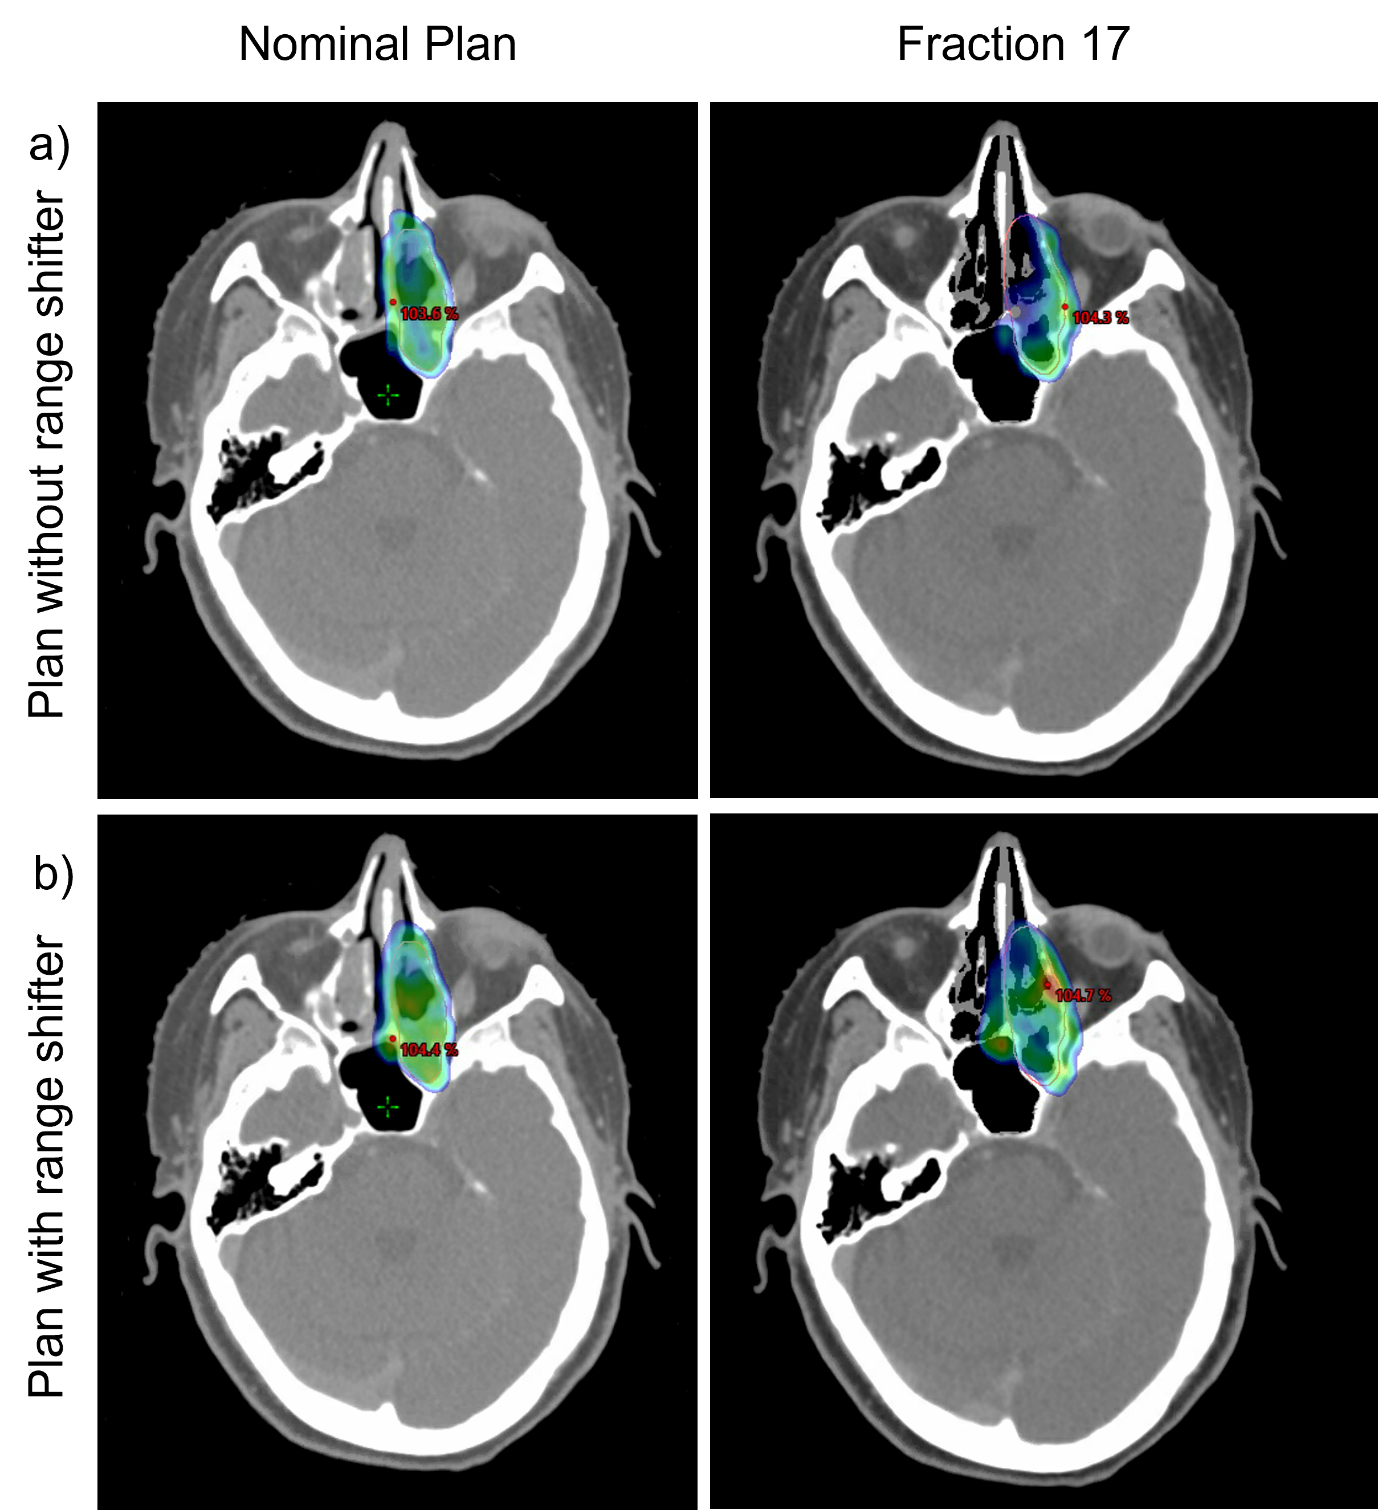 Nominal Plan
Fraction 17
a)
Plan without range shifter
103.6 %
104.3 %
b)
Plan with range shifter
104.4 %
104.7 %